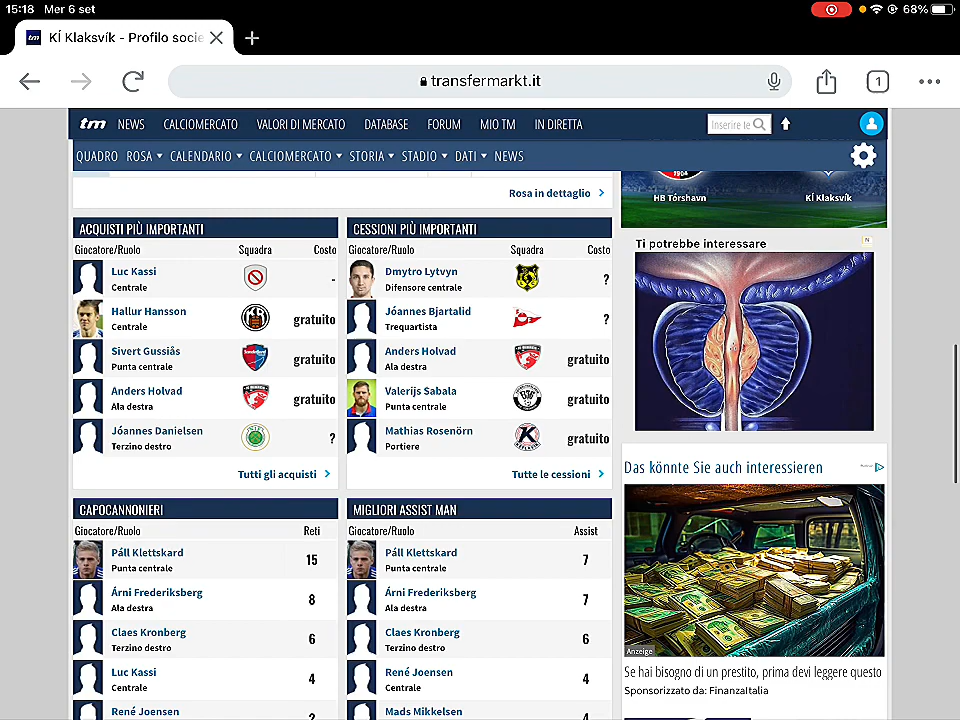 15:18 Mer 6 set
68%
tm KÍ Klaksvík - Profilo socie
transfermarkt.it
1
tm NEWS CALCIOMERCATO VALORI DI MERCATO DATABASE FORUM MIO TM IN DIRETTA
Inserire le
QUADRO ROSA CALENDARIO CALCIOMERCATO STORIA STADIO DATI NEWS
Rosa in dettaglio
HB Tórshavn KÍ Klaksvík
ACQUISTI PIÙ IMPORTANTI
Giocatore/Ruolo Squadra Costo
Luc Kassi
Centrale
-
Hallur Hansson
Centrale
gratuito
Sivert Gussiås
Punta centrale
gratuito
Anders Holvad
Ala destra
gratuito
Jóannes Danielsen
Terzino destro
?
Tutti gli acquisti
CESSIONI PIÙ IMPORTANTI
Giocatore/Ruolo Squadra Costo
Dmytro Lytvyn
Difensore centrale
?
Jóannes Bjartalid
Trequartista
?
Anders Holvad
Ala destra
gratuito
Valerijs Sabala
Punta centrale
gratuito
Mathias Rosenörn
Portiere
gratuito
Tutte le cessioni
CAPOCANNONIERI
Giocatore/Ruolo Reti
Páll Klettskard
Punta centrale
15
Árni Frederiksberg
Ala destra
8
Claes Kronberg
Terzino destro
6
Luc Kassi
Centrale
4
René Joensen
2
MIGLIORI ASSIST MAN
Giocatore/Ruolo Assist
Páll Klettskard
Punta centrale
7
Árni Frederiksberg
Ala destra
7
Claes Kronberg
Terzino destro
6
René Joensen
Centrale
4
Mads Mikkelsen
4
Ti potrebbe interessare
N
Das könnte Sie auch interessieren
Anzeige
Se hai bisogno di un prestito, prima devi leggere questo
Sponsorizzato da: FinanzaItalia